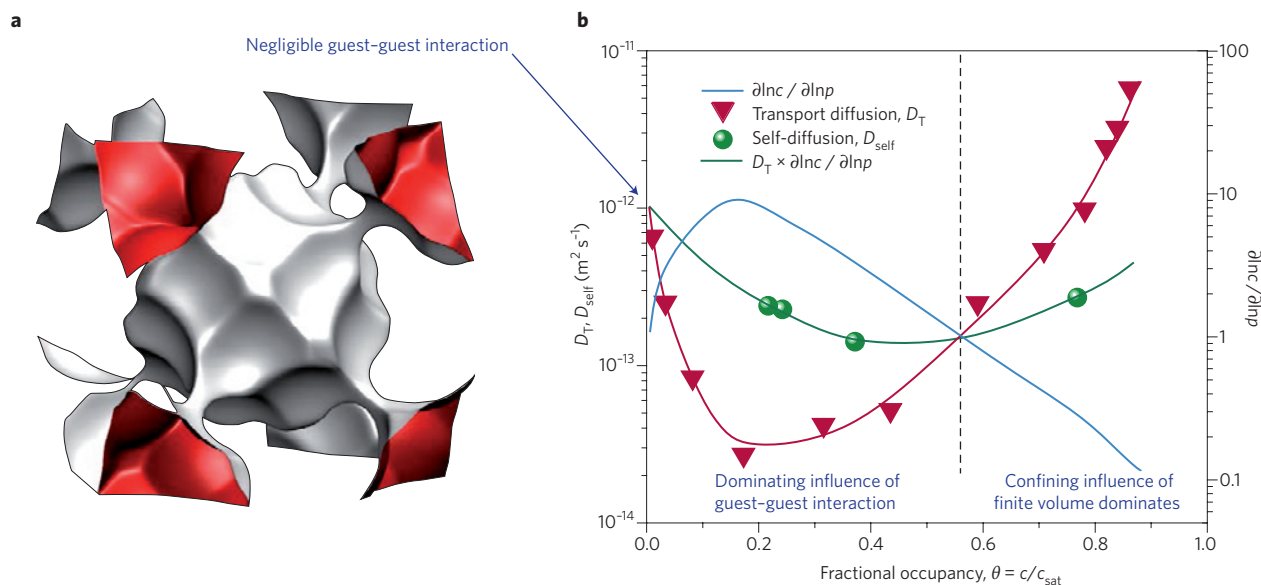 a
b
Negligible guest–guest interaction
10⁻¹¹
10⁻¹²
10⁻¹³
10⁻¹⁴
D_T, D_self (m² s⁻¹)
∂lnc / ∂lnp
Transport diffusion, D_T
Self-diffusion, D_self
D_T × ∂lnc / ∂lnp
100
10
1
0.1
∂lnc / ∂lnp
Dominating influence of
guest–guest interaction
Confining influence of
finite volume dominates
0.0 0.2 0.4 0.6 0.8 1.0
Fractional occupancy, θ = c/c_sat